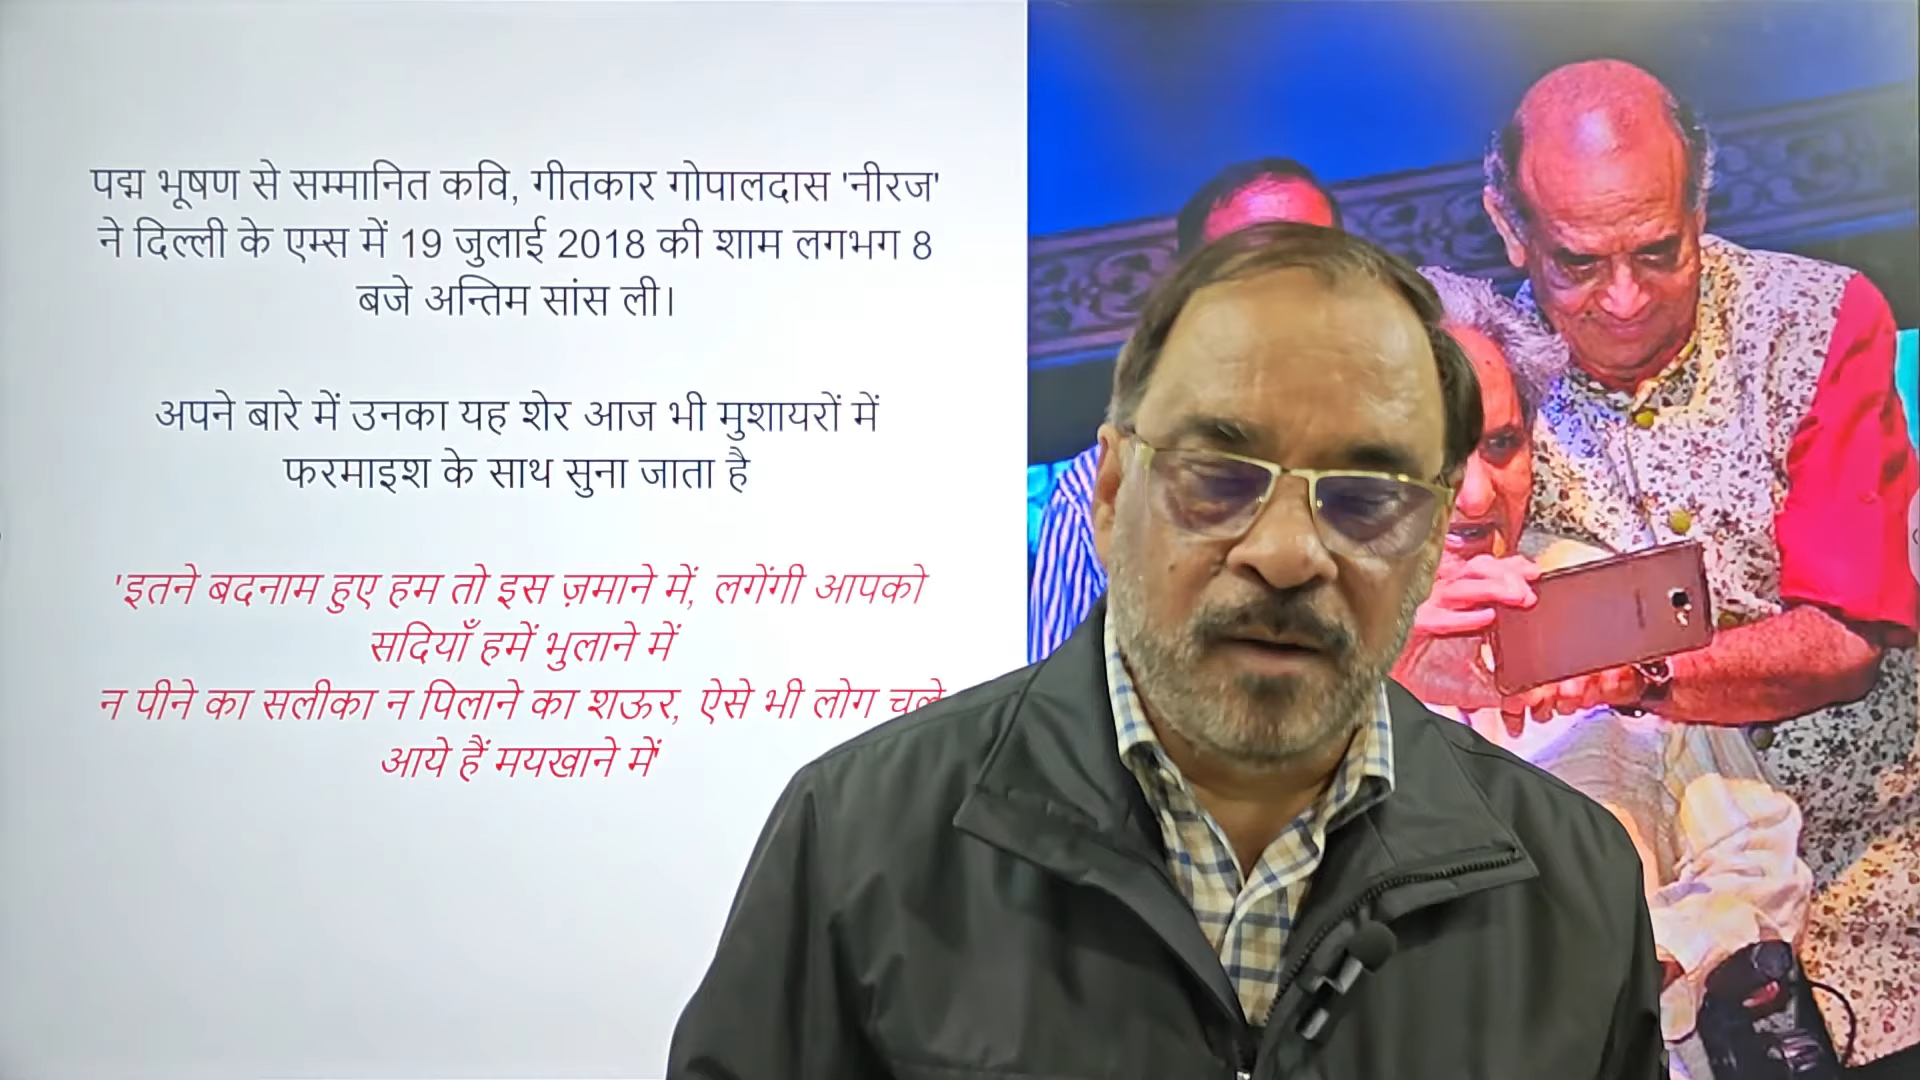 पद्म भूषण से सम्मानित कवि, गीतकार गोपालदास 'नीरज'
ने दिल्ली के एम्स में 19 जुलाई 2018 की शाम लगभग 8
बजे अन्तिम सांस ली।
अपने बारे में उनका यह शेर आज भी मुशायरों में
फरमाइश के साथ सुना जाता है
'इतने बदनाम हुए हम तो इस ज़माने में, लगेंगी आपको
सदियाँ हमें भुलाने में
न पीने का सलीका न पिलाने का शऊर, ऐसे भी लोग चले
आये हैं मयखाने में'